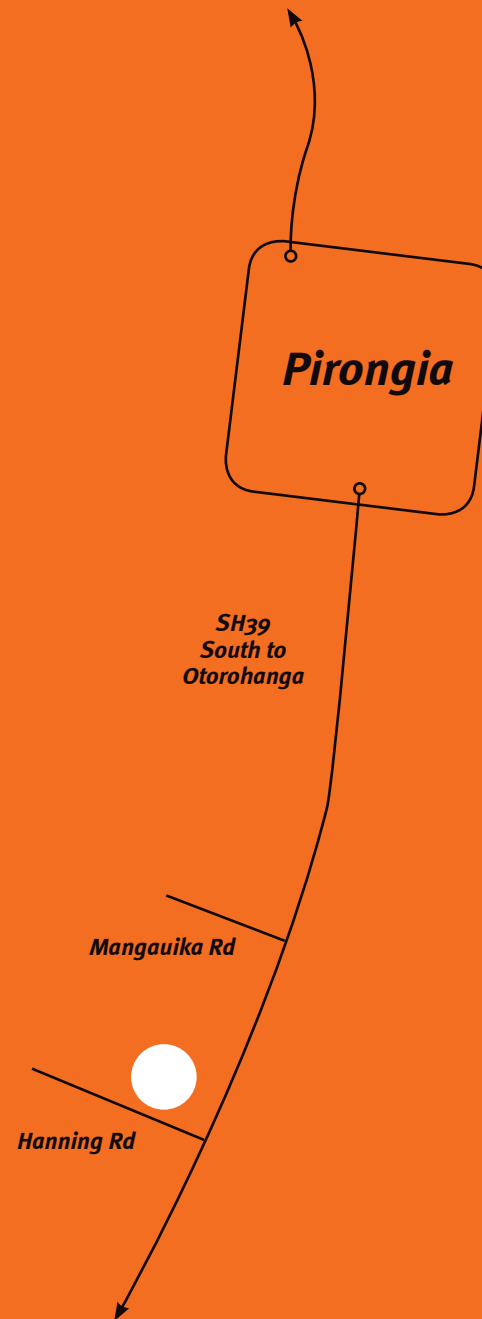 Pirongia
SH39
South to
Otorohanga
Mangauika Rd
Hanning Rd